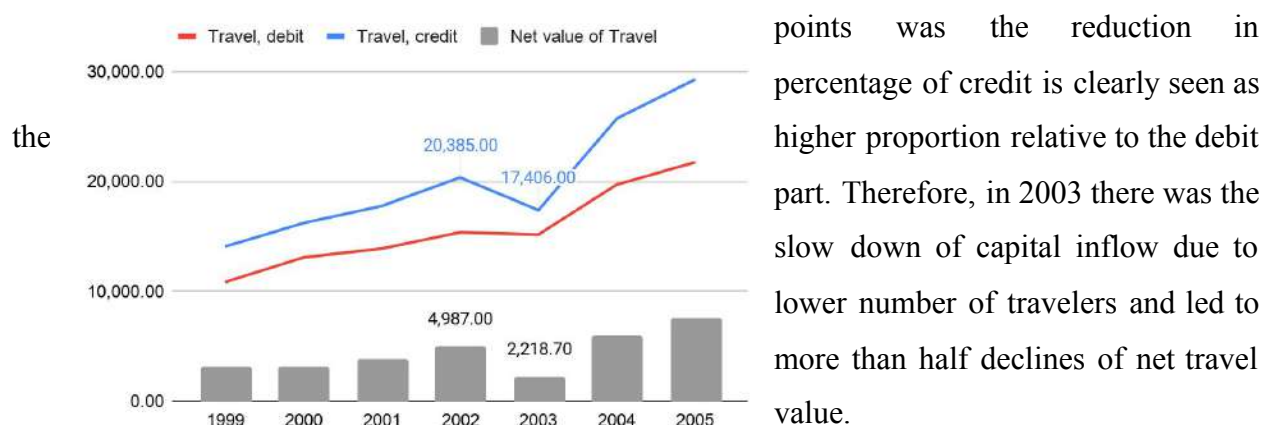 Travel, debit Travel, credit Net value of Travel
30,000.00
20,000.00
10,000.00
0.00
20,385.00
17,406.00
4,987.00
2,218.70
1999 2000 2001 2002 2003 2004 2005
the
points was the reduction in
percentage of credit is clearly seen as
higher proportion relative to the debit
part. Therefore, in 2003 there was the
slow down of capital inflow due to
lower number of travelers and led to
more than half declines of net travel
value.